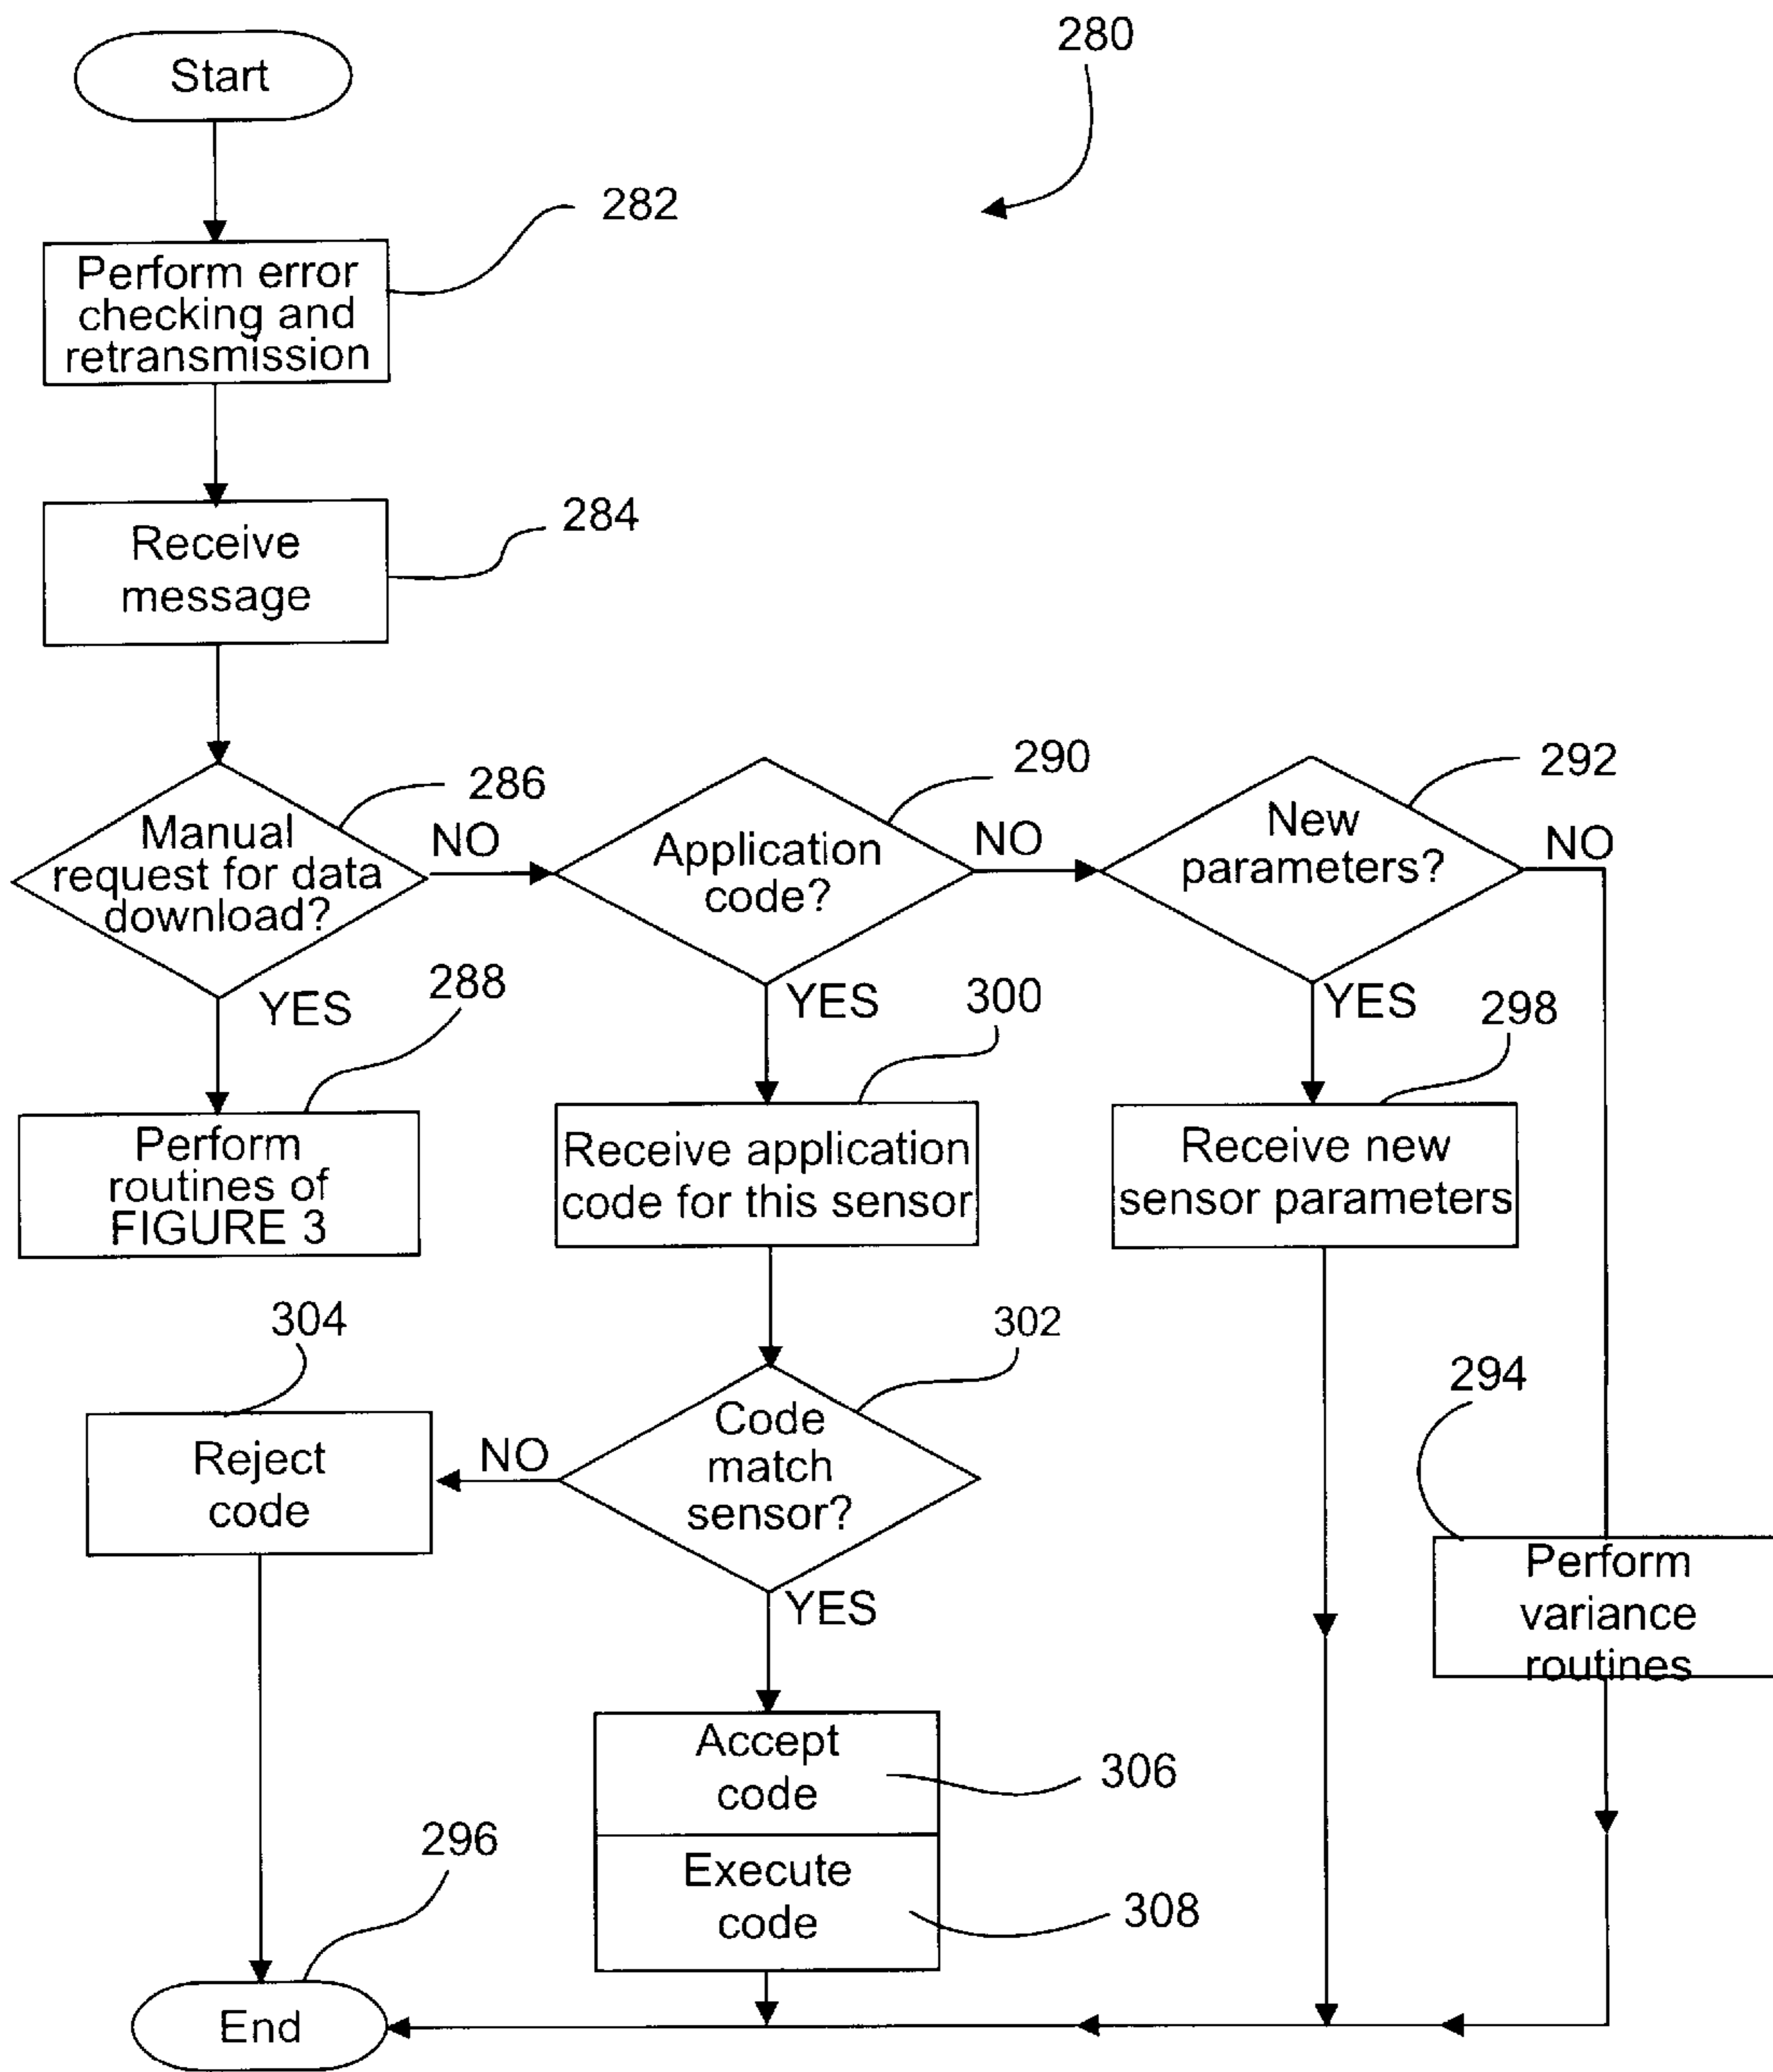 280
Start
282
Perform error
checking and
retransmission
284
Receive
message
286
Manual
request for data
download?
NO
290
Application
code?
NO
292
New
parameters?
NO
YES
288
Perform
routines of
FIGURE 3
YES
300
Receive application
code for this sensor
YES
298
Receive new
sensor parameters
304
Reject
code
NO
302
Code
match
sensor?
YES
294
Perform
variance
routines
Accept
code
306
Execute
code
308
296
End